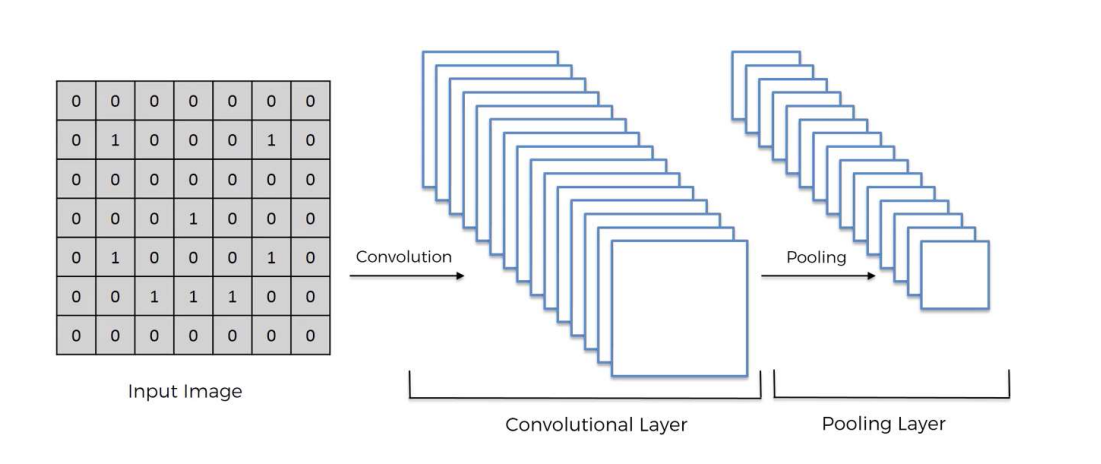 0 0 0 0 0 0 0
0 1 0 0 0 1 0
0 0 0 0 0 0 0
0 0 0 1 0 0 0
0 1 0 0 0 1 0
0 0 1 1 1 0 0
0 0 0 0 0 0 0
Input Image
Convolution
Convolutional Layer
Pooling
Pooling Layer